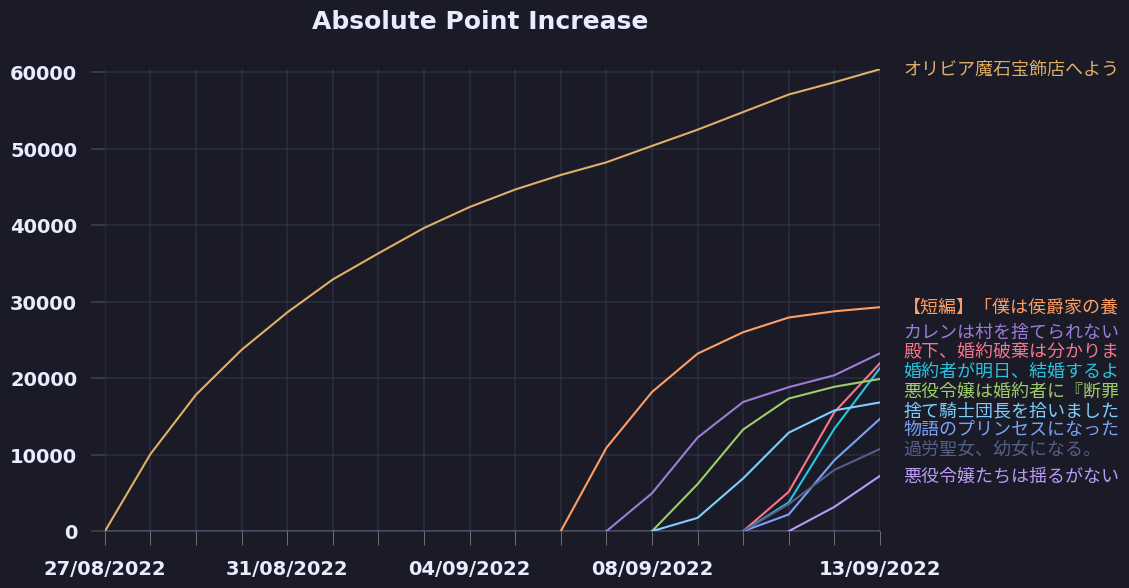 Absolute Point Increase
60000
50000
40000
30000
20000
10000
0
27/08/2022 31/08/2022 04/09/2022 08/09/2022 13/09/2022
オリビア魔石宝飾店へよう
【短編】「僕は侯爵家の養
カレンは村を捨てられない
殿下、婚約破棄は分かりま
婚約者が明日、結婚するよ
悪役令嬢は婚約者に『断罪
捨て騎士団長を拾いました
物語のプリンセスになった
過労聖女、幼女になる。
悪役令嬢たちは揺るがない